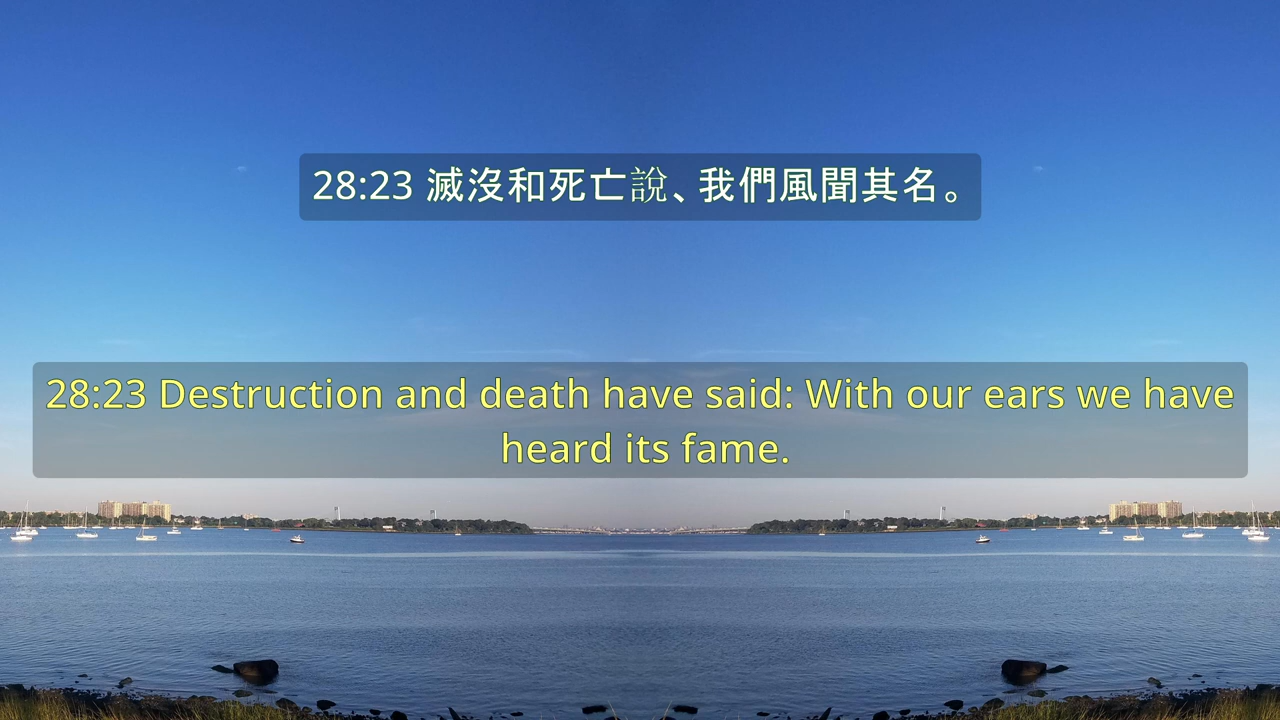 28:23 滅沒和死亡說、我們風聞其名。
28:23 Destruction and death have said: With our ears we have
heard its fame.